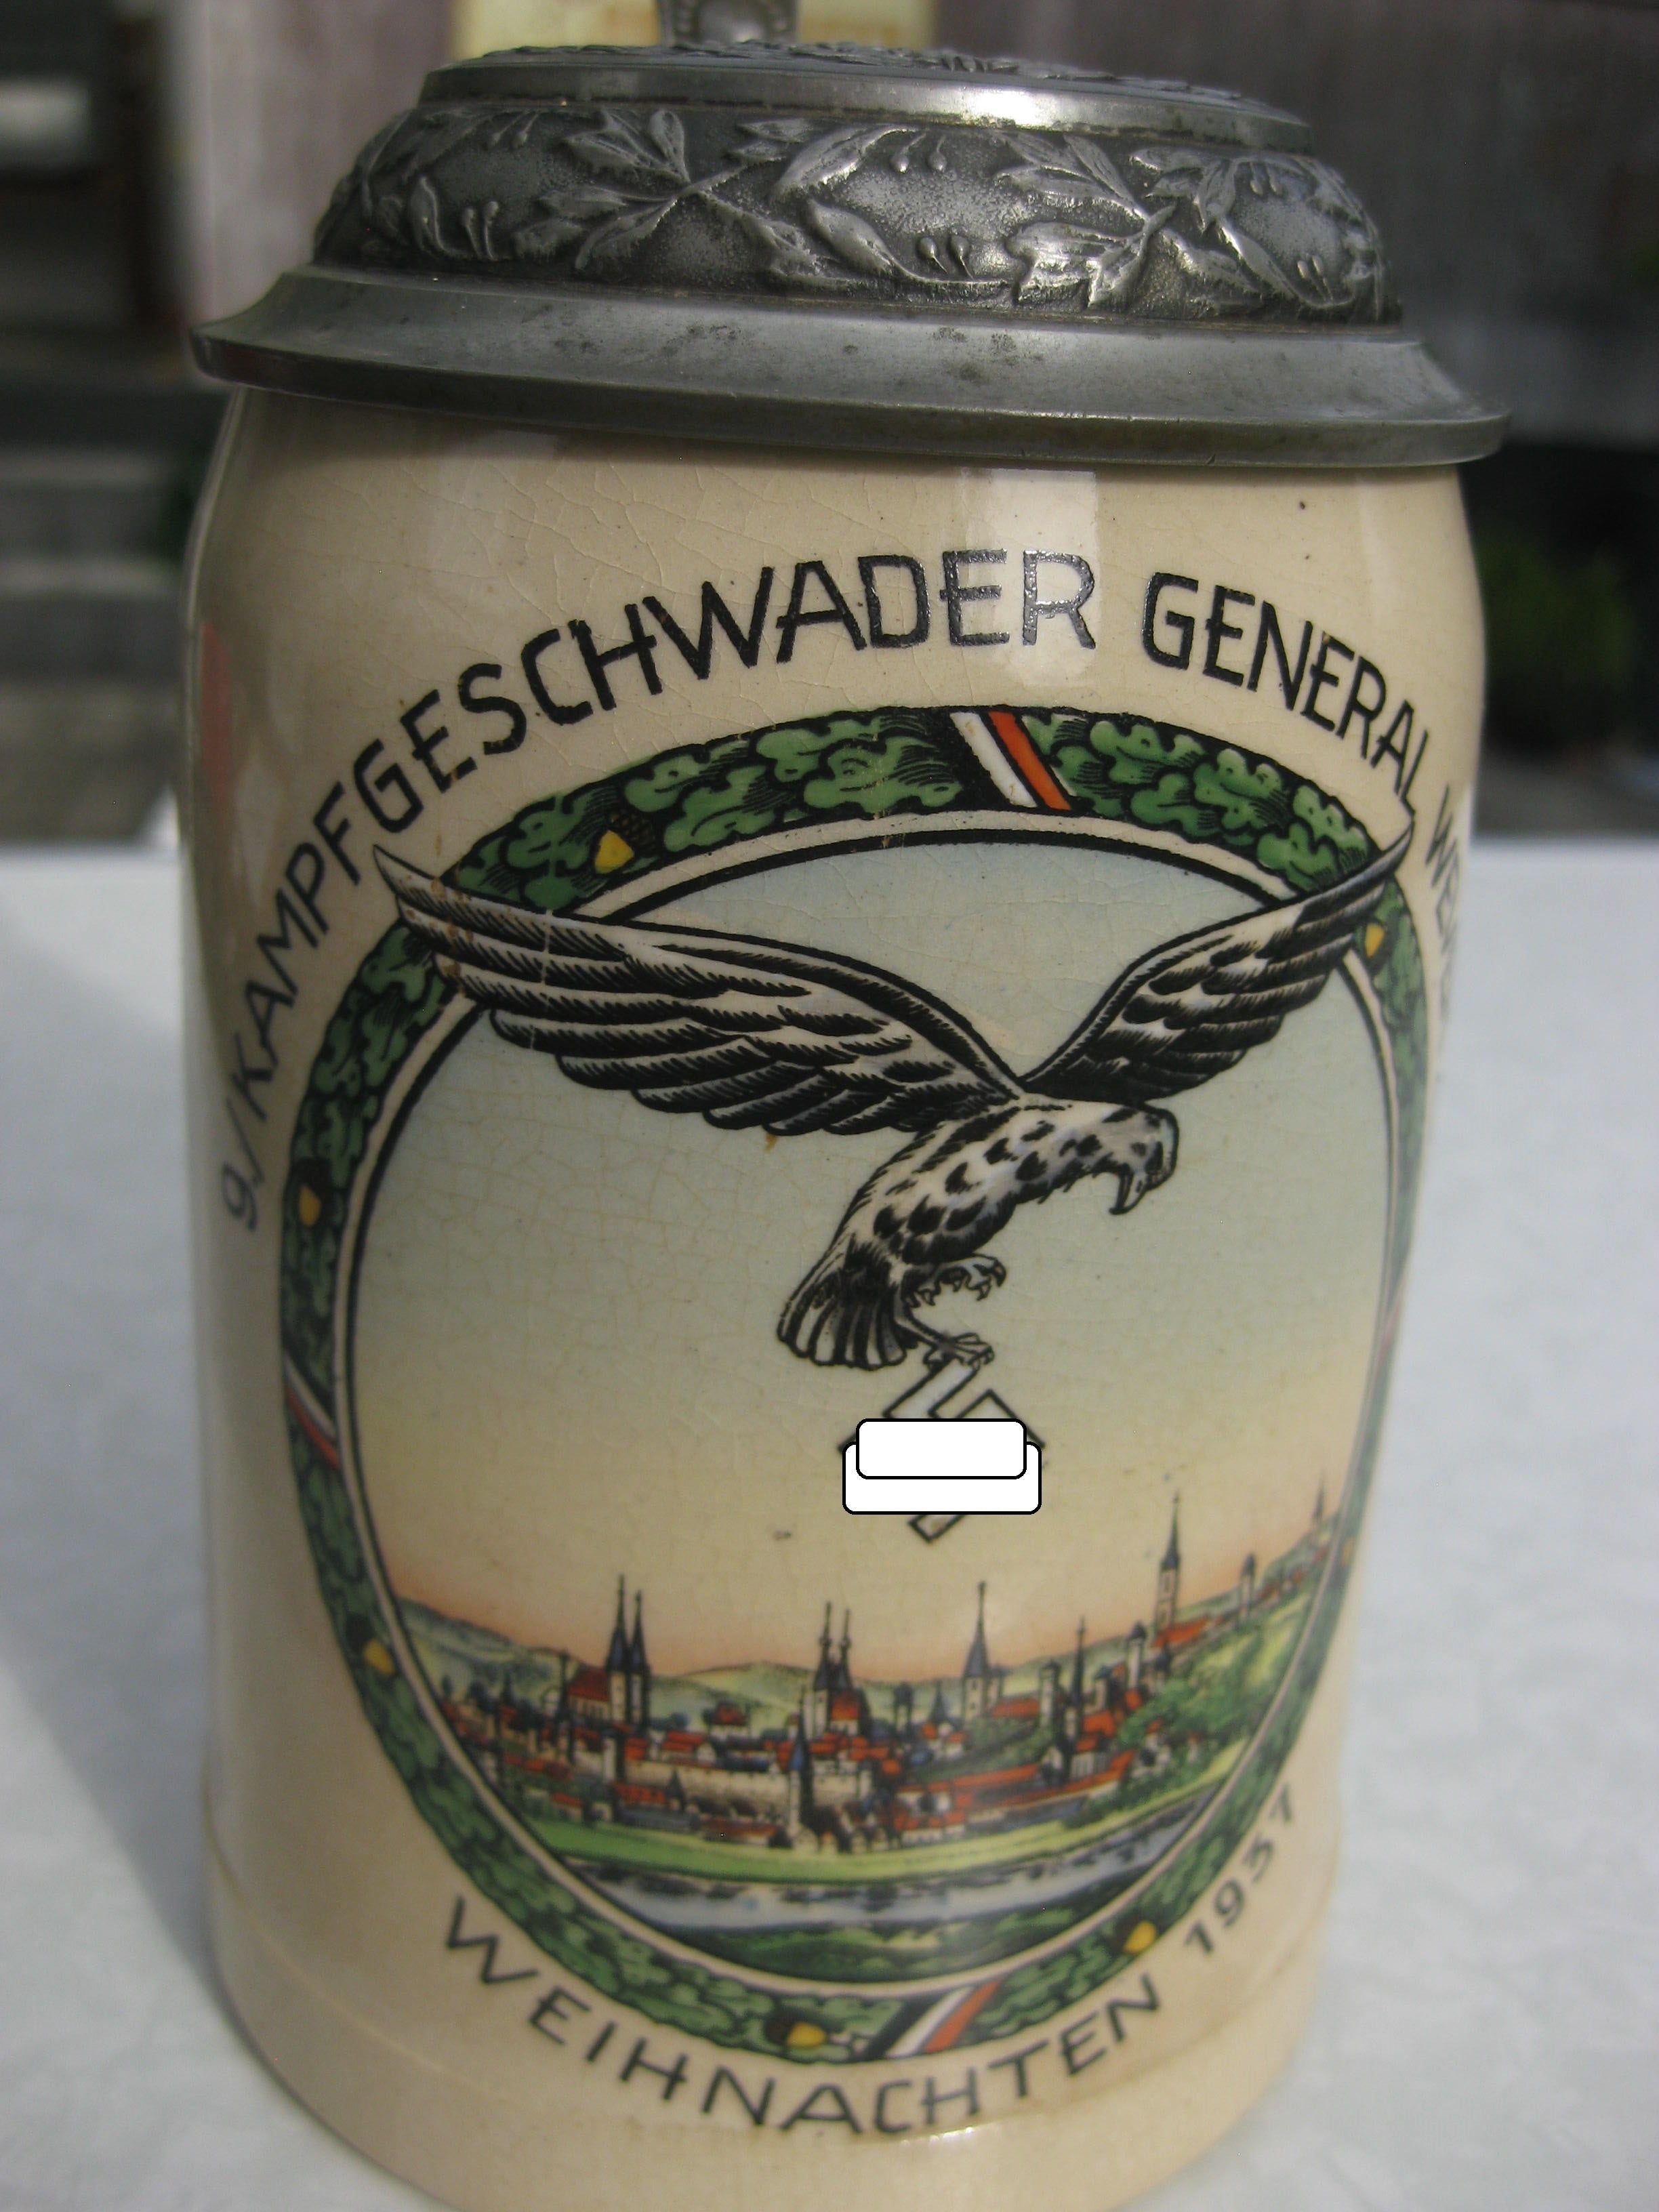 9./KAMPFGESCHWADER GENERAL
WEIHNACHTEN 1937